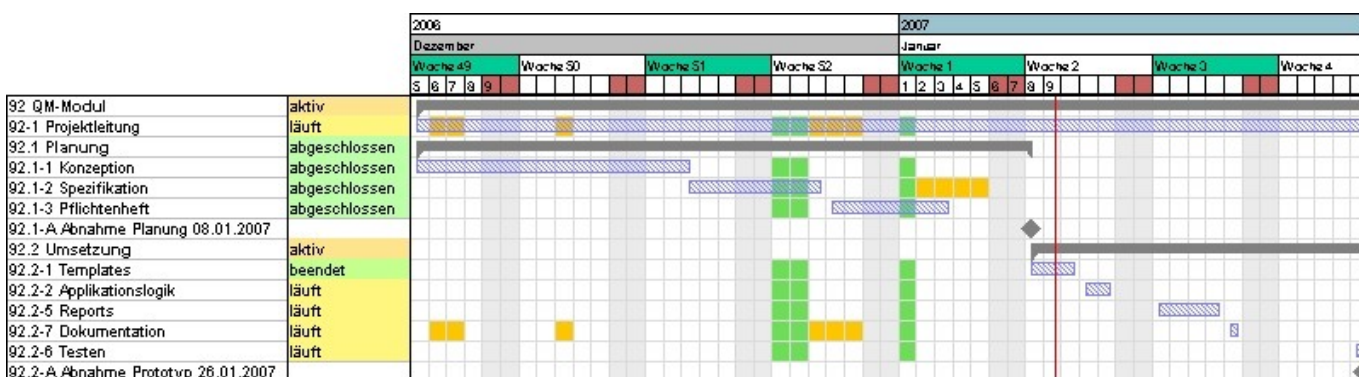 2006 2007
Dezember Januar
Woche 49 Woche 50 Woche 51 Woche 52 Woche 1 Woche 2 Woche 3 Woche 4
5 6 7 8 9 1 2 3 4 5 6 7 8 9
92 QM-Modul aktiv
92-1 Projektleitung läuft
92.1 Planung abgeschlossen
92.1-1 Konzeption abgeschlossen
92.1-2 Spezifikation abgeschlossen
92.1-3 Pflichtenheft abgeschlossen
92.1-A Abnahme Planung 08.01.2007
92.2 Umsetzung aktiv
92.2-1 Templates beendet
92.2-2 Applikationslogik läuft
92.2-5 Reports läuft
92.2-7 Dokumentation läuft
92.2-6 Testen läuft
92.2-A Abnahme Prototyp 26.01.2007